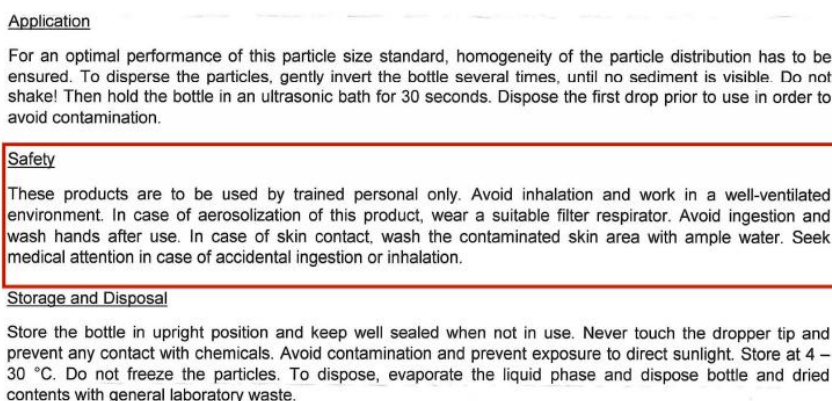 Application
For an optimal performance of this particle size standard, homogeneity of the particle distribution has to be
ensured. To disperse the particles, gently invert the bottle several times, until no sediment is visible. Do not
shake! Then hold the bottle in an ultrasonic bath for 30 seconds. Dispose the first drop prior to use in order to
avoid contamination.
Safety
These products are to be used by trained personal only. Avoid inhalation and work in a well-ventilated
environment. In case of aerosolization of this product, wear a suitable filter respirator. Avoid ingestion and
wash hands after use. In case of skin contact, wash the contaminated skin area with ample water. Seek
medical attention in case of accidental ingestion or inhalation.
Storage and Disposal
Store the bottle in upright position and keep well sealed when not in use. Never touch the dropper tip and
prevent any contact with chemicals. Avoid contamination and prevent exposure to direct sunlight. Store at 4 –
30 °C. Do not freeze the particles. To dispose, evaporate the liquid phase and dispose bottle and dried
contents with general laboratory waste.